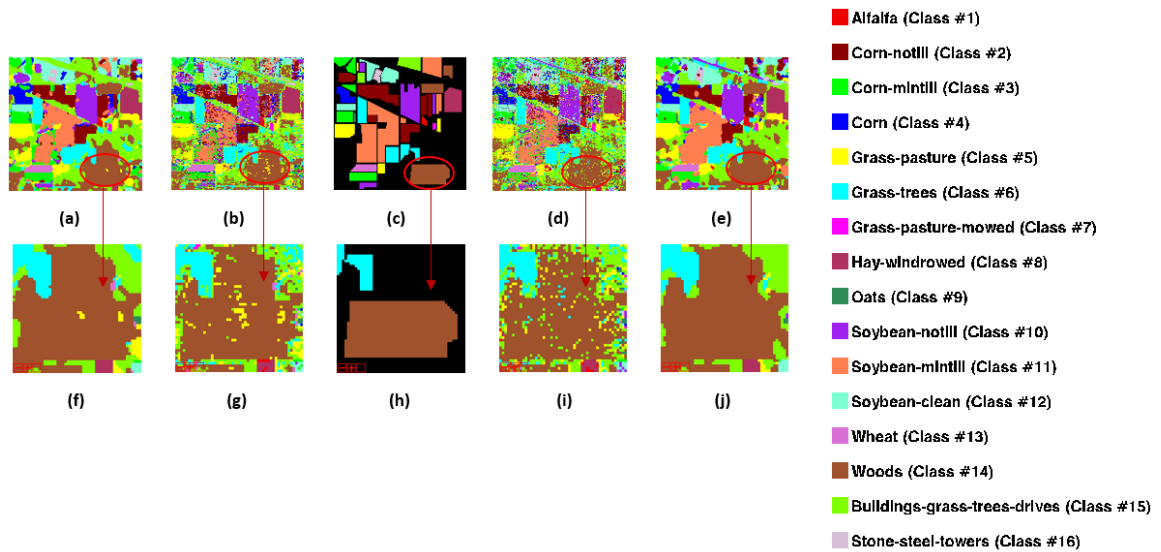 (a) (b) (c) (d) (e)
(f) (g) (h) (i) (j)
Alfalfa (Class #1)
Corn-notill (Class #2)
Corn-mintill (Class #3)
Corn (Class #4)
Grass-pasture (Class #5)
Grass-trees (Class #6)
Grass-pasture-mowed (Class #7)
Hay-windrowed (Class #8)
Oats (Class #9)
Soybean-notill (Class #10)
Soybean-mintill (Class #11)
Soybean-clean (Class #12)
Wheat (Class #13)
Woods (Class #14)
Buildings-grass-trees-drives (Class #15)
Stone-steel-towers (Class #16)